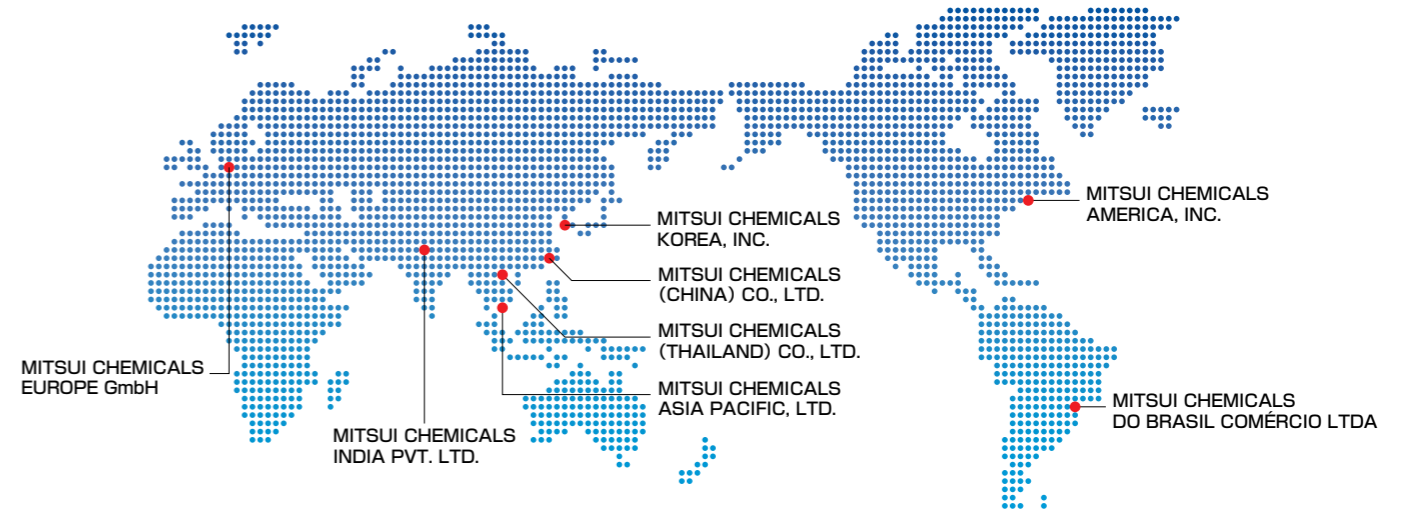 MITSUI CHEMICALS
AMERICA, INC.
MITSUI CHEMICALS
KOREA, INC.
MITSUI CHEMICALS
(CHINA) CO., LTD.
MITSUI CHEMICALS
(THAILAND) CO., LTD.
MITSUI CHEMICALS
EUROPE GmbH
MITSUI CHEMICALS
ASIA PACIFIC, LTD.
MITSUI CHEMICALS
DO BRASIL COMÉRCIO LTDA
MITSUI CHEMICALS
INDIA PVT. LTD.